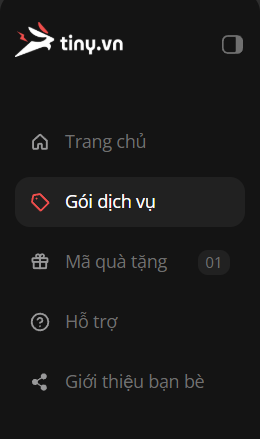 tiny.vn
Trang chủ
Gói dịch vụ
Mã quà tặng 01
Hỗ trợ
Giới thiệu bạn bè